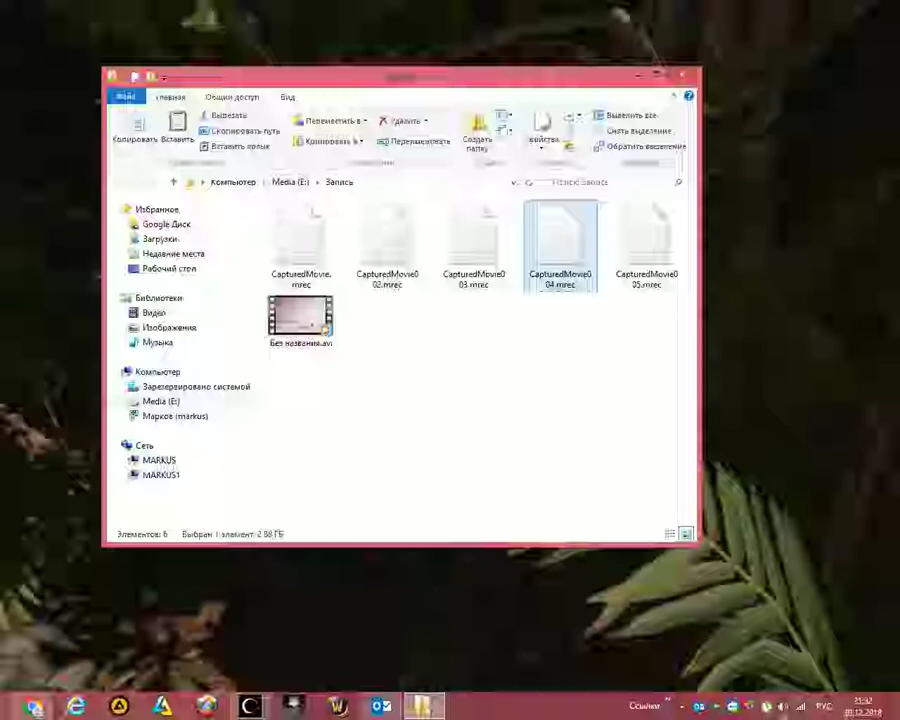 Файл Главная Общий доступ Вид
Копировать Вставить
Вырезать
Скопировать путь
Вставить ярлык
Переместить в
Копировать в
Удалить
Переименовать
Создать папку
Выделить все
Снять выделение
Обратить выделение
Компьютер Media (E:) Запись
Поиск: Запись
Избранное
Google Диск
Загрузки
Недавние места
Рабочий стол
Библиотеки
Видео
Изображения
Музыка
Компьютер
Зарезервировано системой
Media (E:)
Марков (markus)
Сеть
MARKUS
MARKUS1
CapturedMovie.
mrec
CapturedMovie0
02.mrec
CapturedMovie0
03.mrec
CapturedMovie0
04.mrec
CapturedMovie0
05.mrec
Без названия.avi
Элементов: 6 Выбран 1 элемент: 2.88 ГБ
Ссылки
РУС